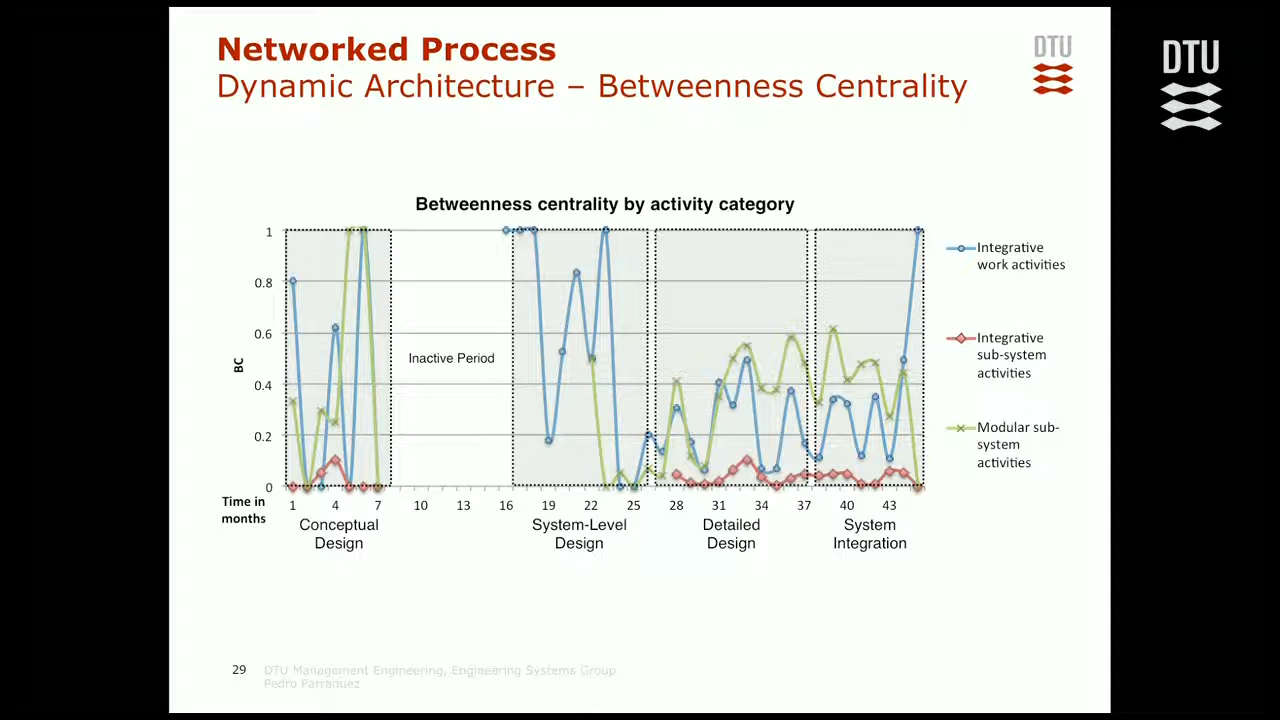 Networked Process
Dynamic Architecture – Betweenness Centrality
DTU
DTU
Betweenness centrality by activity category
1
0.8
0.6
0.4
0.2
0
BC
Inactive Period
Integrative
work activities
Integrative
sub-system
activities
Modular sub-
system
activities
Time in
months
1 4 7 10 13 16 19 22 25 28 31 34 37 40 43
Conceptual
Design
System-Level
Design
Detailed
Design
System
Integration
29
DTU Management Engineering, Engineering Systems Group
Pedro Parraguez